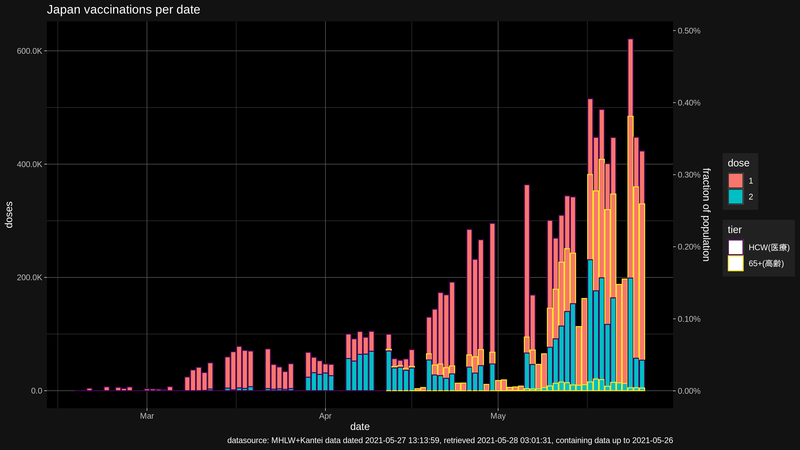 Japan vaccinations per date
600.0K
400.0K
200.0K
0.0
doses
0.50%
0.40%
0.30%
0.20%
0.10%
0.00%
fraction of population
Mar
Apr
May
date
dose
1
2
tier
HCW(医療)
65+(高齢)
datasource: MHLW+Kantei data dated 2021-05-27 13:13:59, retrieved 2021-05-28 03:01:31, containing data up to 2021-05-26